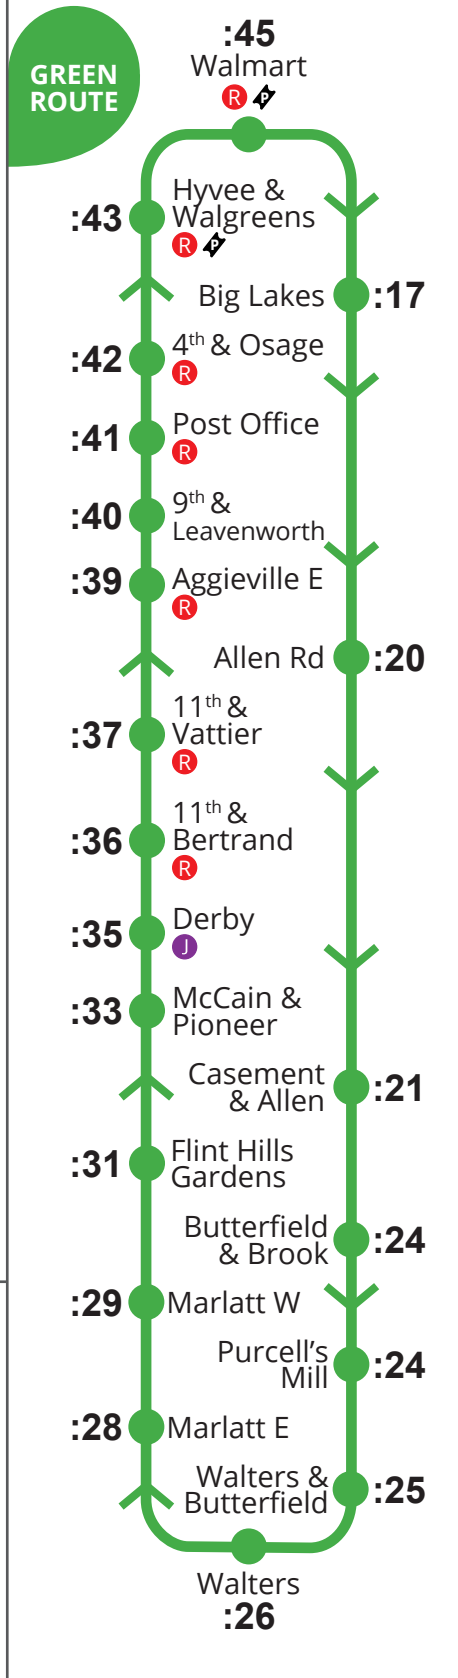 GREEN
ROUTE
:45
Walmart
R P
:43
Hyvee &
Walgreens
R P
Big Lakes
:17
:42
4th & Osage
R
:41
Post Office
R
:40
9th &
Leavenworth
:39
Aggieville E
R
Allen Rd
:20
:37
11th &
Vattier
R
:36
11th &
Bertrand
R
:35
Derby
J
:33
McCain &
Pioneer
Casement
& Allen
:21
:31
Flint Hills
Gardens
Butterfield
& Brook
:24
:29
Marlatt W
Purcell’s
Mill
:24
:28
Marlatt E
Walters &
Butterfield
:25
Walters
:26